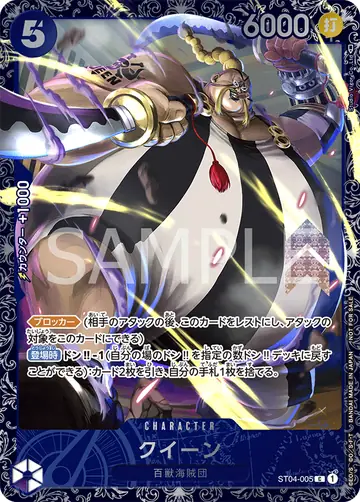 5
6000
打
QUEEN
カウンター +1000
SAMPLE
ブロッカー (相手のアタックの後、このカードをレストにし、アタックの
対象をこのカードにできる)
登場時 ドン!!-1 (自分の場のドン!!を指定の数ドン!!デッキに戻す
ことができる):カード2枚を引き、自分の手札1枚を捨てる。
CHARACTER
クイーン
百獣海賊団
ST04-005 C 1